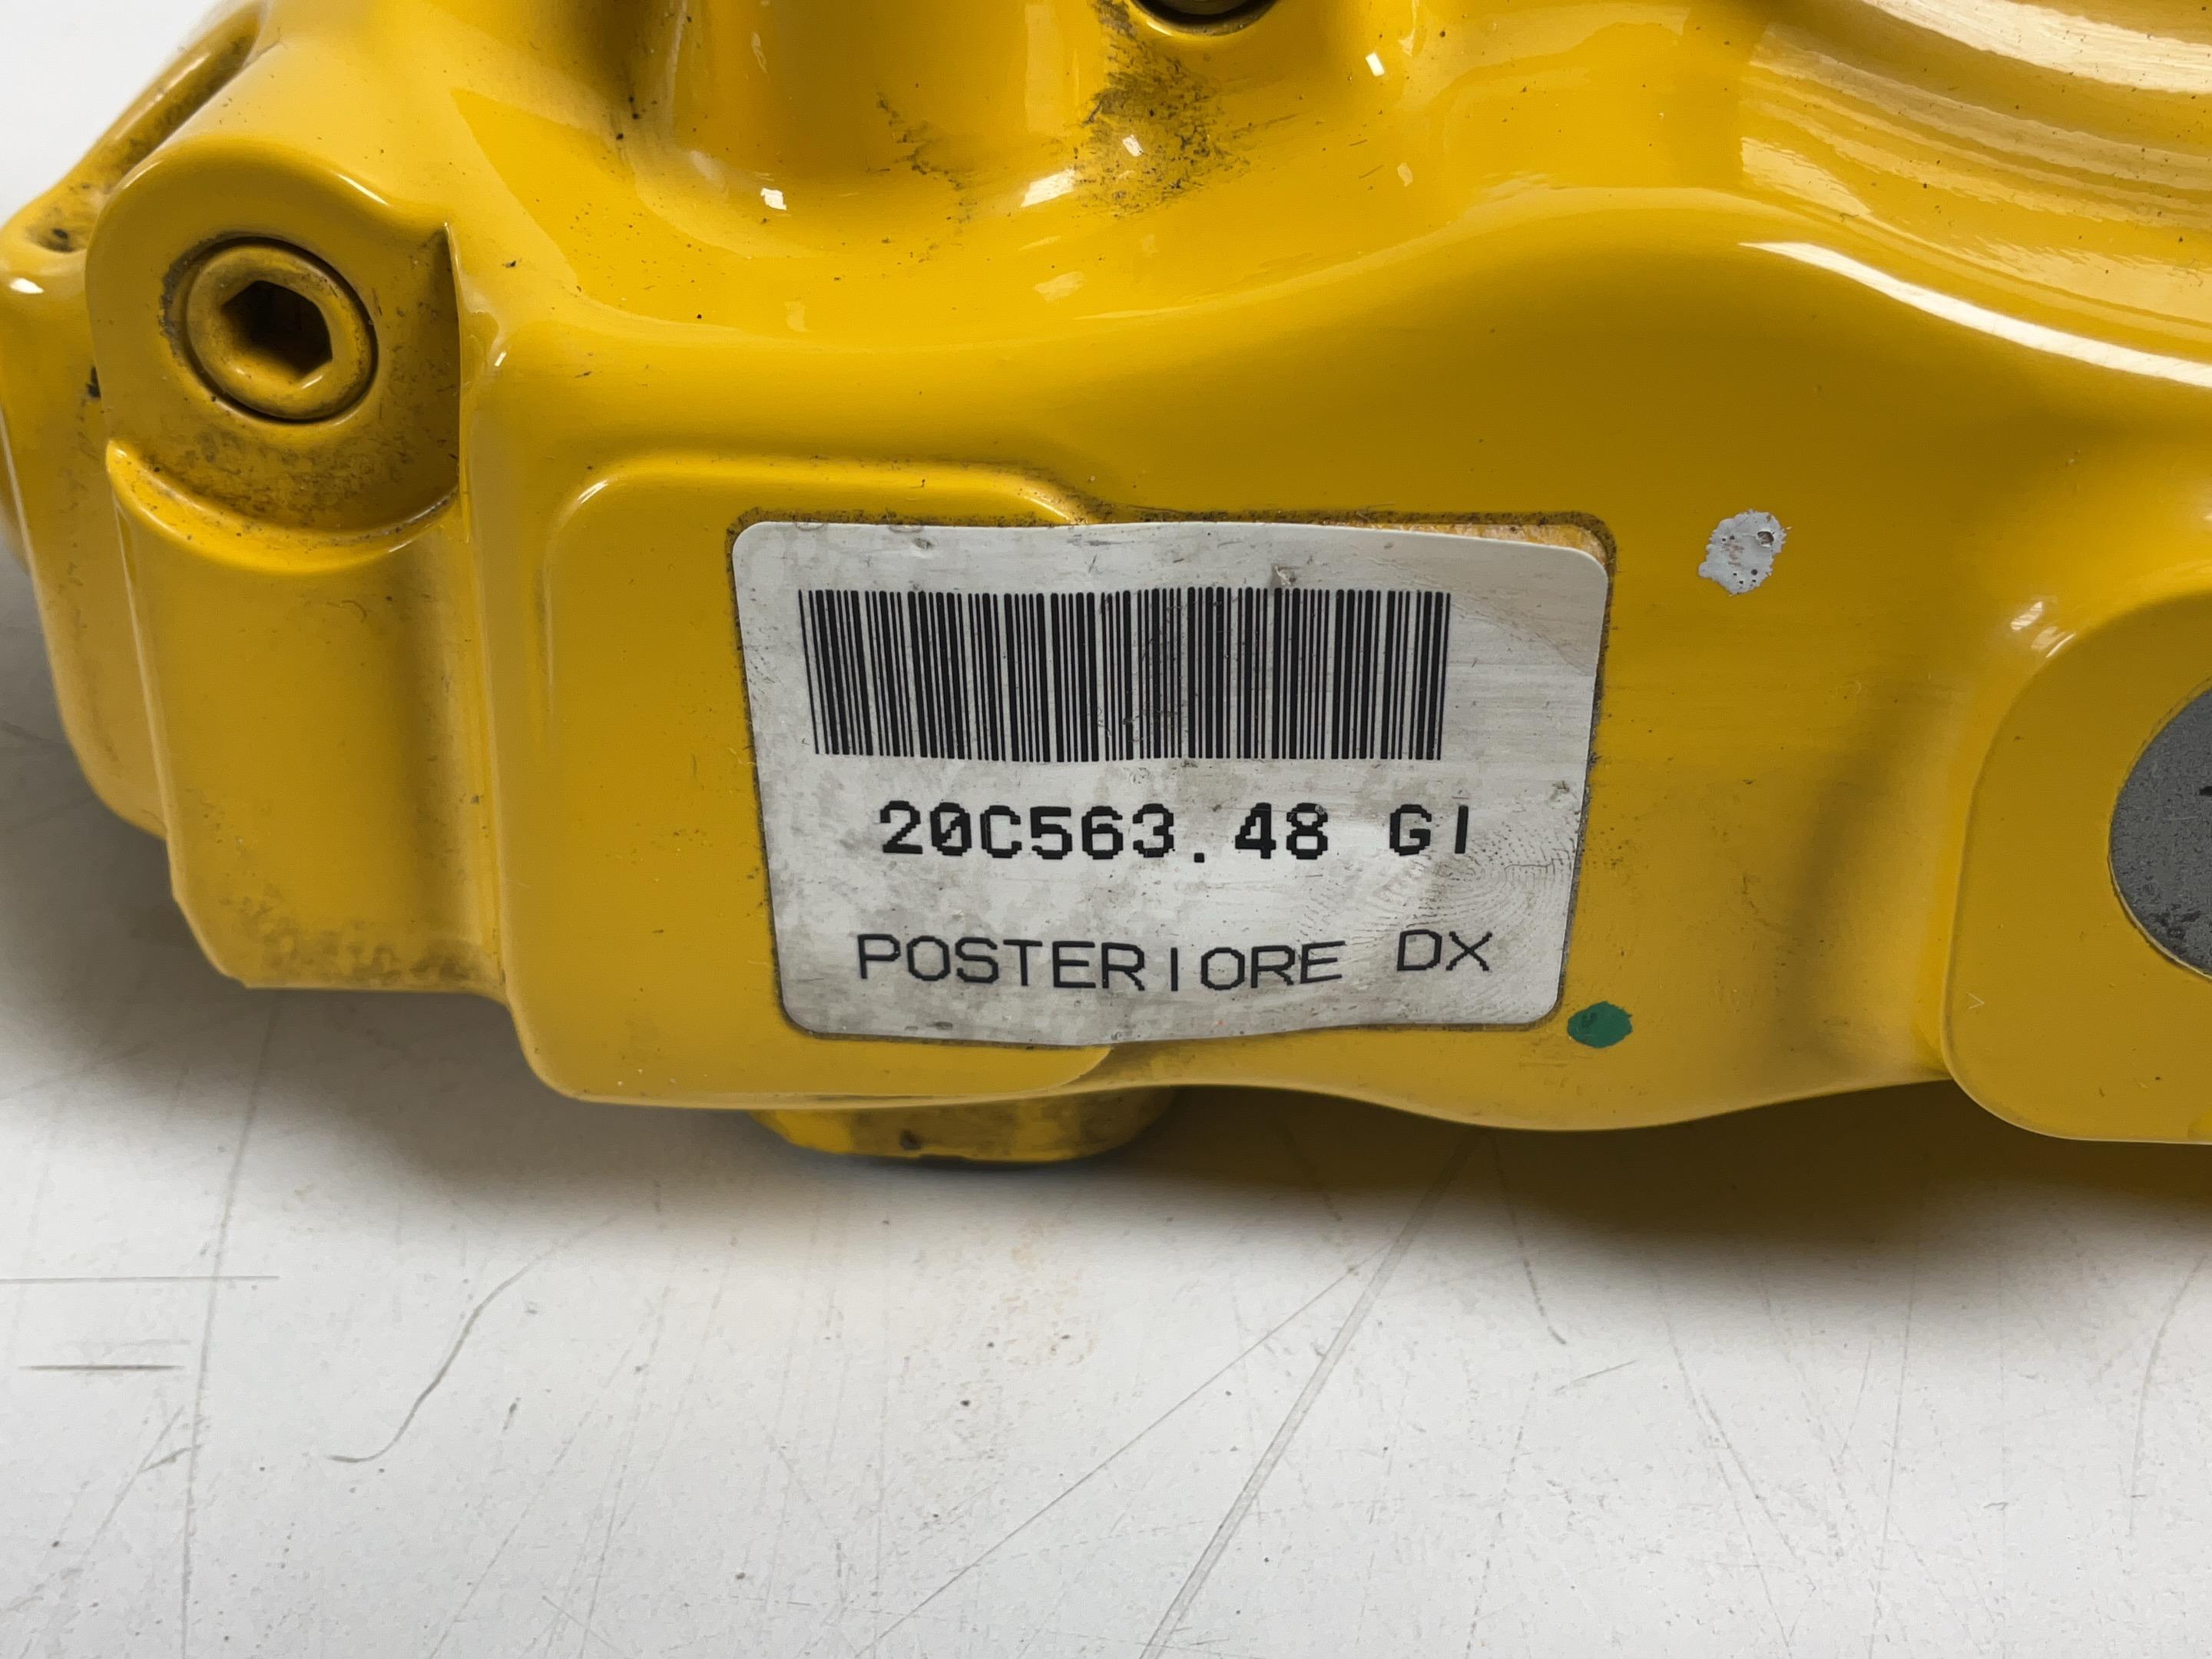 20C563.48 GI
POSTERIORE DX